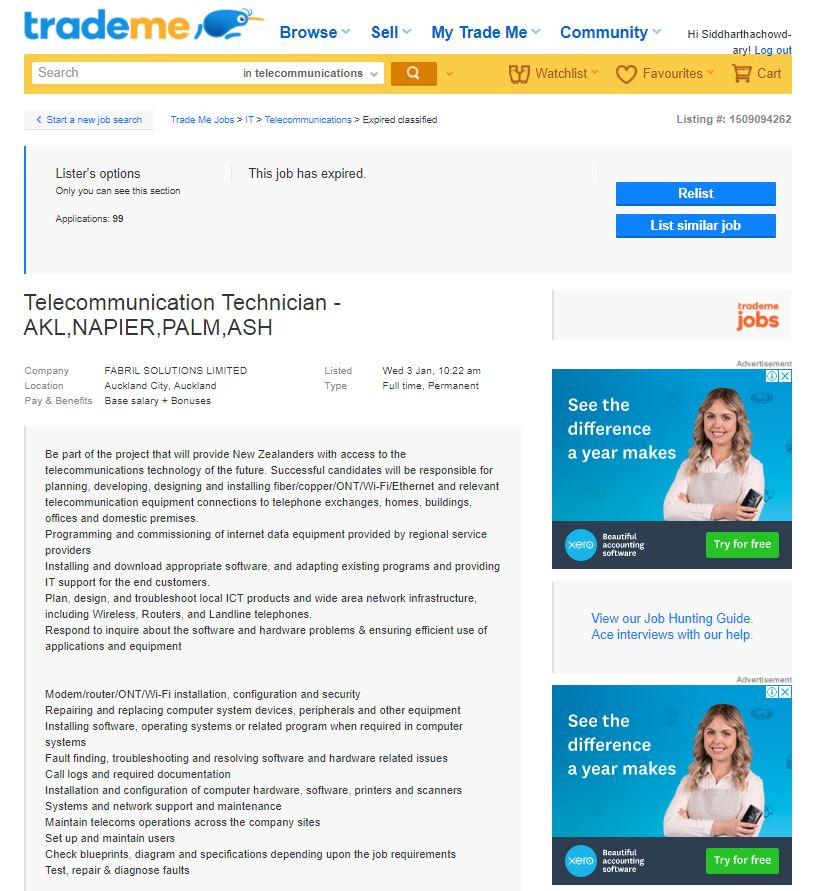 trademe
Browse Sell My Trade Me Community
Hi Siddharthachowd-
ary! Log out
Search in telecommunications
Watchlist Favourites Cart
Start a new job search
Trade Me Jobs > IT > Telecommunications > Expired classified
Listing #: 1509094262
Lister's options
Only you can see this section
Applications: 99
This job has expired.
Relist
List similar job
Telecommunication Technician -
AKL,NAPIER,PALM,ASH
Company FABRIL SOLUTIONS LIMITED Listed Wed 3 Jan, 10:22 am
Location Auckland City, Auckland Type Full time, Permanent
Pay & Benefits Base salary + Bonuses
Be part of the project that will provide New Zealanders with access to the
telecommunications technology of the future. Successful candidates will be responsible for
planning, developing, designing and installing fiber/copper/ONT/Wi-Fi/Ethernet and relevant
telecommunication equipment connections to telephone exchanges, homes, buildings,
offices and domestic premises.
Programming and commissioning of internet data equipment provided by regional service
providers
Installing and download appropriate software, and adapting existing programs and providing
IT support for the end customers.
Plan, design, and troubleshoot local ICT products and wide area network infrastructure,
including Wireless, Routers, and Landline telephones.
Respond to inquire about the software and hardware problems & ensuring efficient use of
applications and equipment
Modem/router/ONT/Wi-Fi installation, configuration and security
Repairing and replacing computer system devices, peripherals and other equipment
Installing software, operating systems or related program when required in computer
systems
Fault finding, troubleshooting and resolving software and hardware related issues
Call logs and required documentation
Installation and configuration of computer hardware, software, printers and scanners
Systems and network support and maintenance
Maintain telecoms operations across the company sites
Set up and maintain users
Check blueprints, diagram and specifications depending upon the job requirements
Test, repair & diagnose faults
trademe
jobs
Advertisement
See the
difference
a year makes
xero
Beautiful
accounting
software
Try for free
View our Job Hunting Guide.
Ace interviews with our help.
Advertisement
See the
difference
a year makes
xero
Beautiful
accounting
software
Try for free